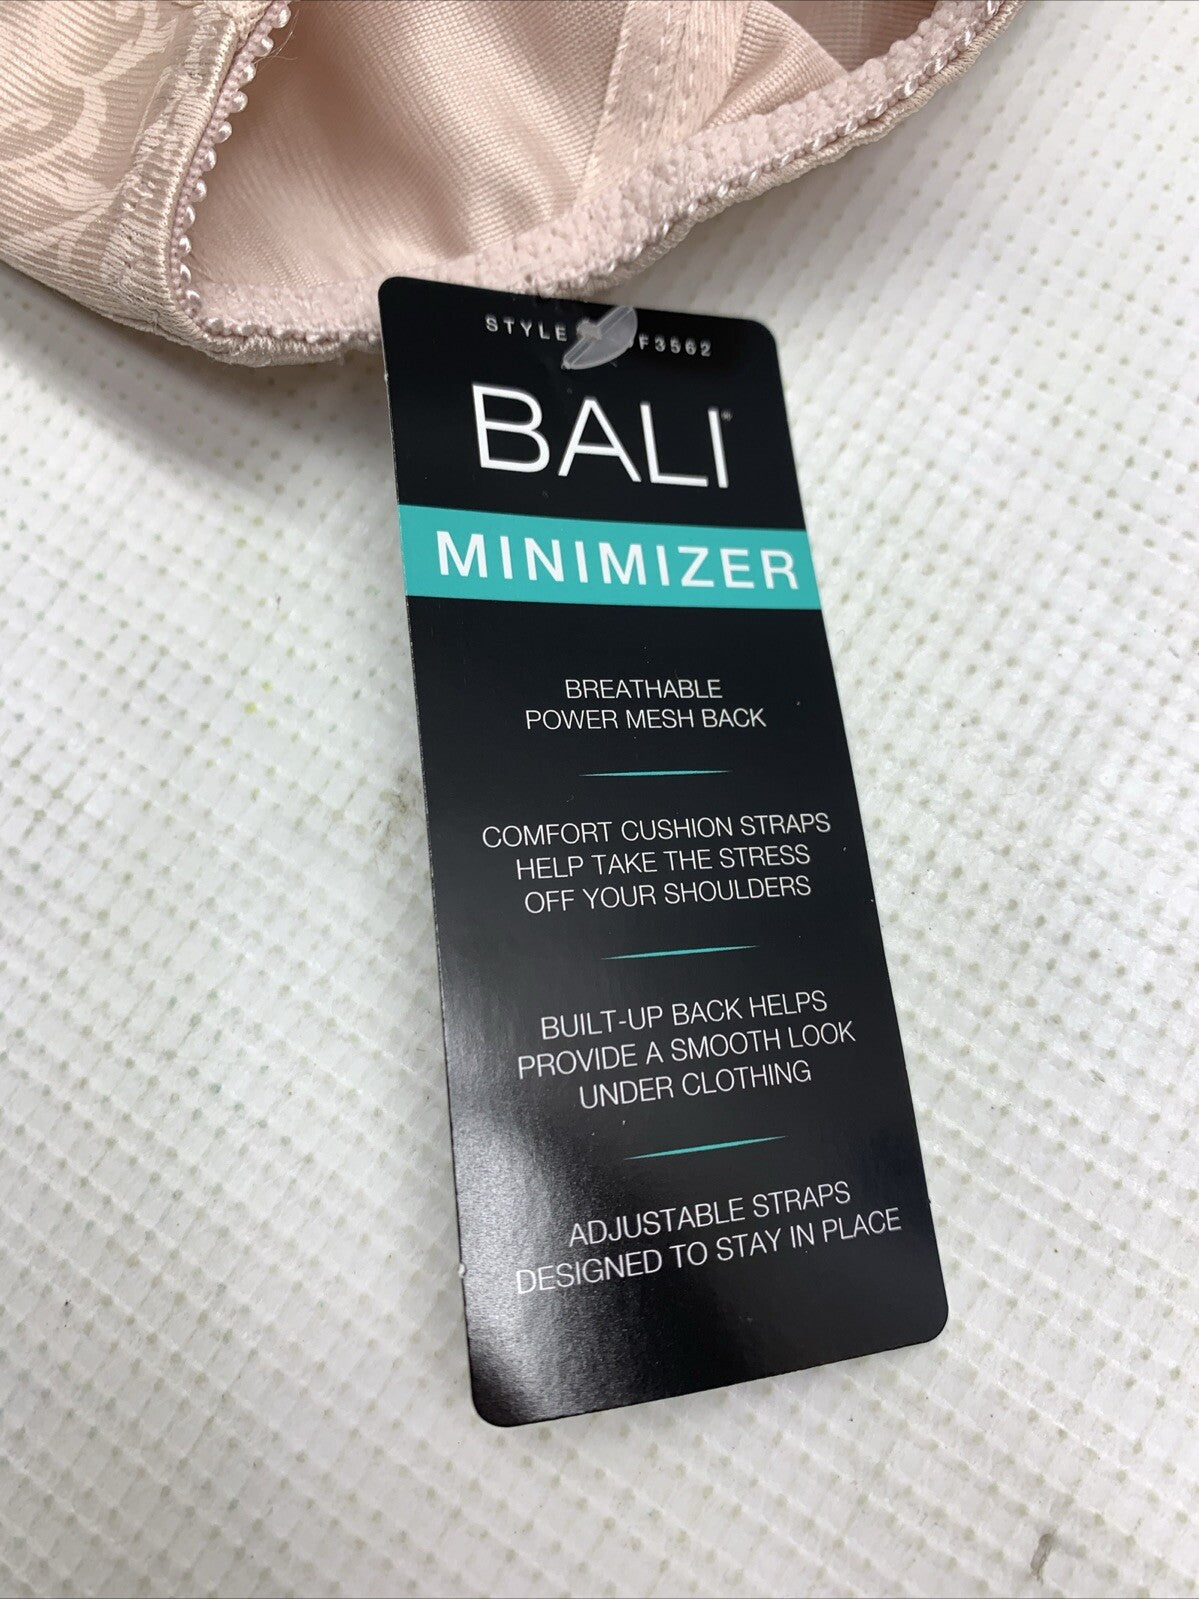 STYLE F3562
BALI®
MINIMIZER
BREATHABLE
POWER MESH BACK
COMFORT CUSHION STRAPS
HELP TAKE THE STRESS
OFF YOUR SHOULDERS
BUILT-UP BACK HELPS
PROVIDE A SMOOTH LOOK
UNDER CLOTHING
ADJUSTABLE STRAPS
DESIGNED TO STAY IN PLACE